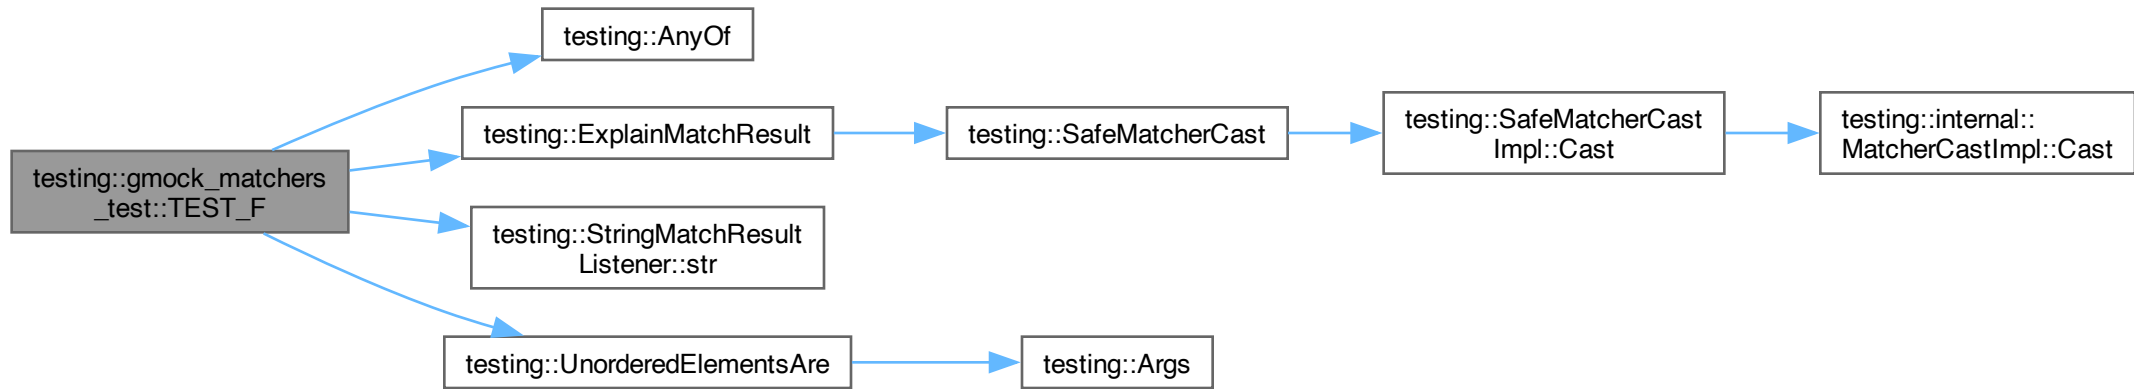 testing::AnyOf
testing::ExplainMatchResult
testing::SafeMatcherCast
testing::SafeMatcherCast
Impl::Cast
testing::internal::
MatcherCastImpl::Cast
testing::gmock_matchers
_test::TEST_F
testing::StringMatchResult
Listener::str
testing::UnorderedElementsAre
testing::Args